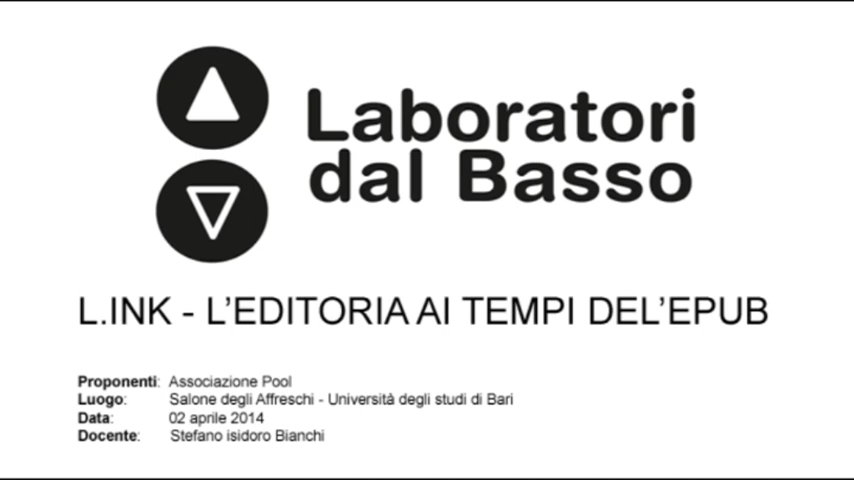 Laboratori
dal Basso
L.INK - L’EDITORIA AI TEMPI DEL’EPUB
Proponenti: Associazione Pool
Luogo: Salone degli Affreschi - Università degli studi di Bari
Data: 02 aprile 2014
Docente: Stefano isidoro Bianchi